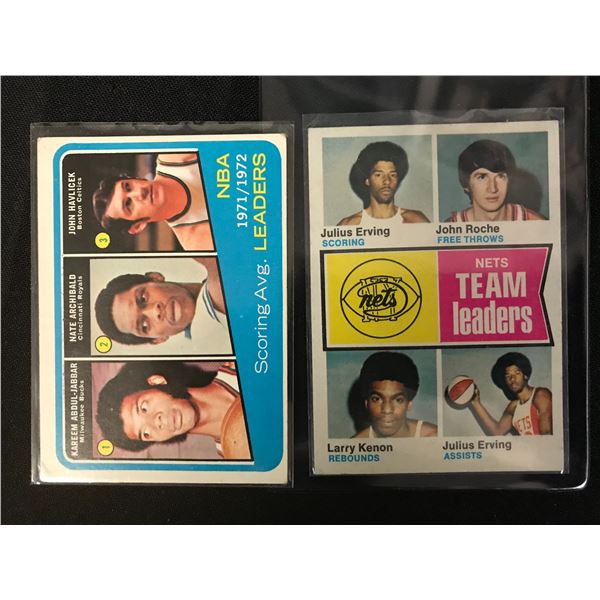 NBA
1971/1972
Scoring Avg. LEADERS
1
KAREEM ABDUL-JABBAR
Milwaukee Bucks
2
NATE ARCHIBALD
Cincinnati Royals
3
JOHN HAVLICEK
Boston Celtics
Julius Erving
SCORING
John Roche
FREE THROWS
nets
NETS
TEAM
leaders
Larry Kenon
REBOUNDS
Julius Erving
ASSISTS
NETS